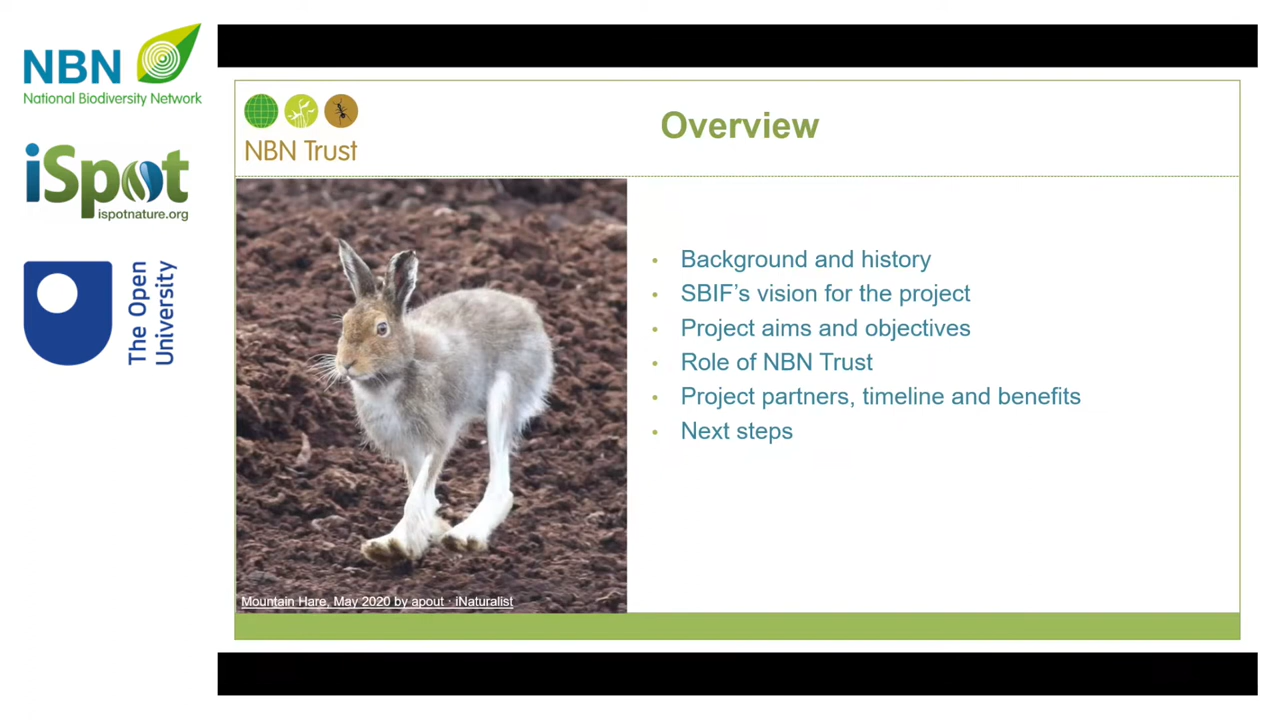 NBN
National Biodiversity Network
iSpot
ispotnature.org
The Open
University
NBN Trust
Overview
• Background and history
• SBIF’s vision for the project
• Project aims and objectives
• Role of NBN Trust
• Project partners, timeline and benefits
• Next steps
Mountain Hare, May 2020 by apout · iNaturalist